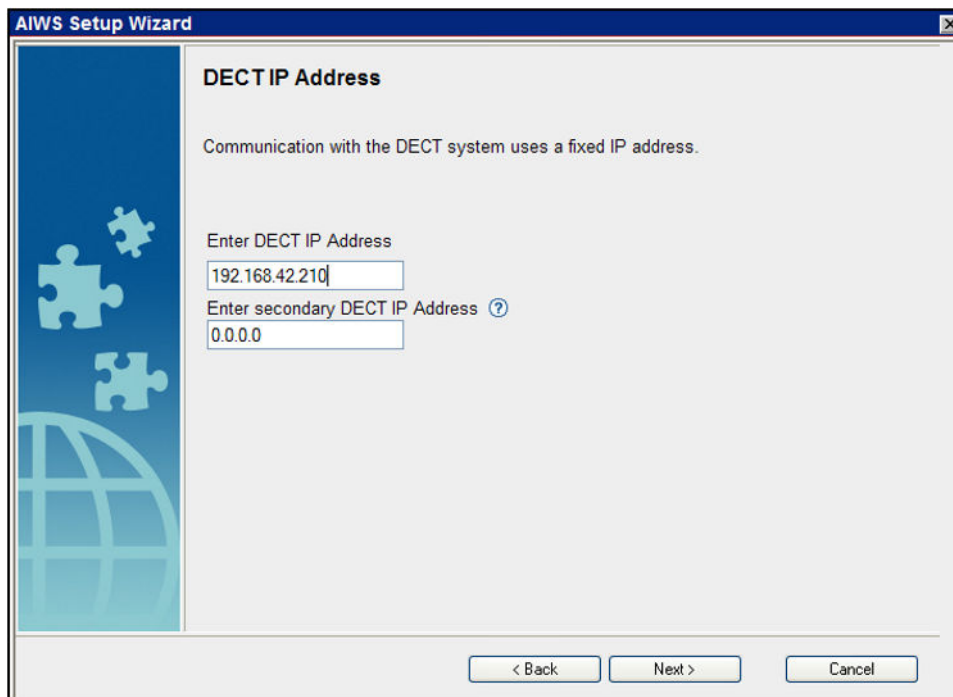 AIWS Setup Wizard
DECT IP Address
Communication with the DECT system uses a fixed IP address.
Enter DECT IP Address
192.168.42.210
Enter secondary DECT IP Address ?
0.0.0.0
< Back Next > Cancel